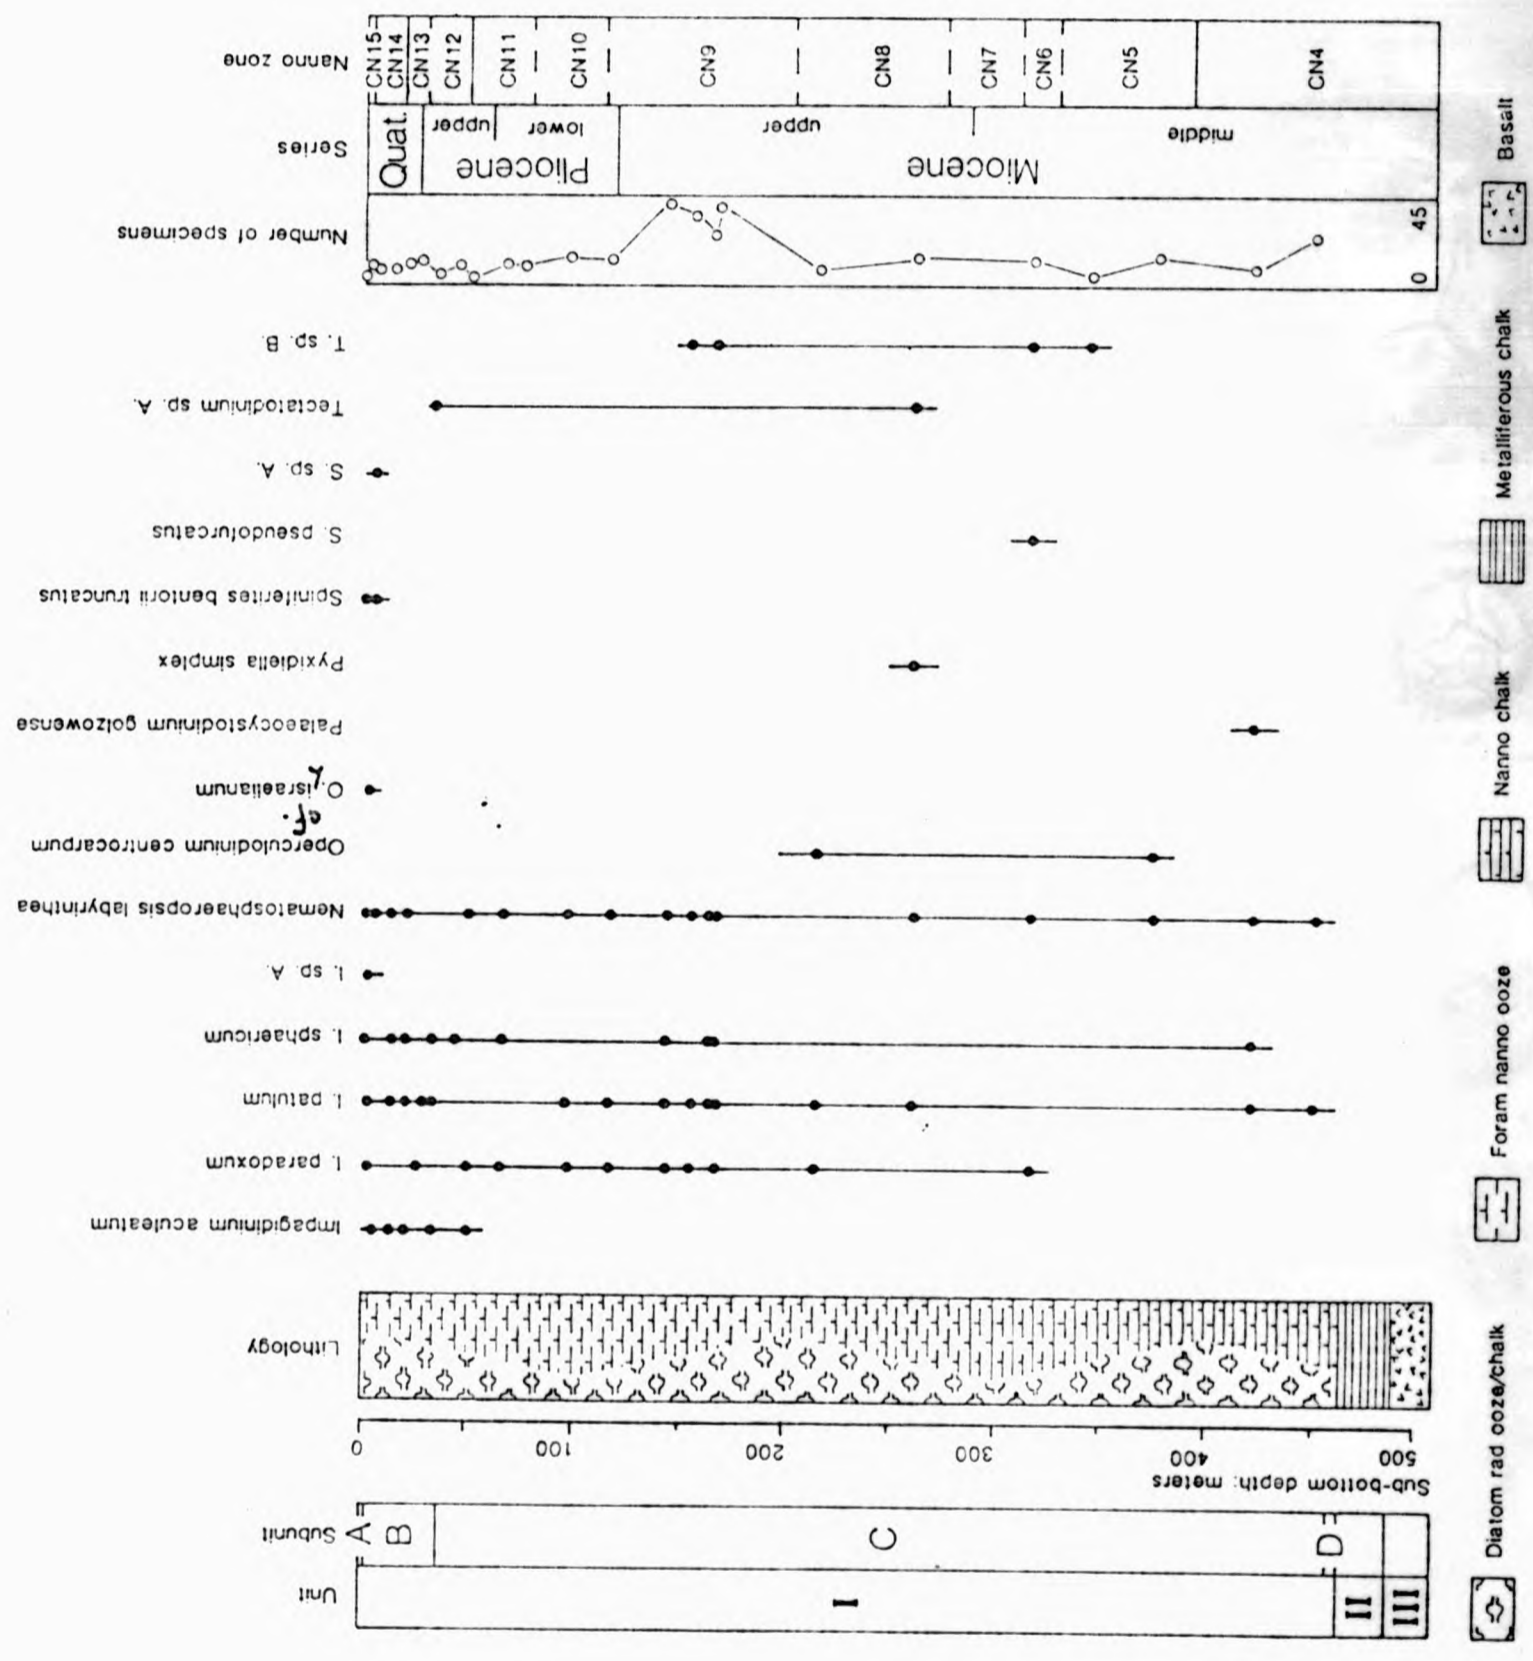 Unit
Subunit
Sub-bottom depth: meters
Lithology
Impagidinium aculeatum
I. paradoxum
I. patulum
I. sphaericum
I. sp. A.
Nematosphaeropsis labyrinthea
Operculodinium centrocarpum
cf.
O. israelianum
Palaeocystodinium golzowense
Pyxidiella simplex
Spiniferites bentorii truncatus
S. pseudofurcatus
S. sp. A.
Tectatodinium sp. A.
T. sp. B.
Number of specimens
Series
Nanno zone
I
II
III
A
B
C
D
0
100
200
300
400
500
0
45
Quat.
Pliocene
upper
lower
Miocene
upper
middle
CN15
CN14
CN13
CN12
CN11
CN10
CN9
CN8
CN7
CN6
CN5
CN4
Diatom rad ooze/chalk
Foram nanno ooze
Nanno chalk
Metalliferous chalk
Basalt